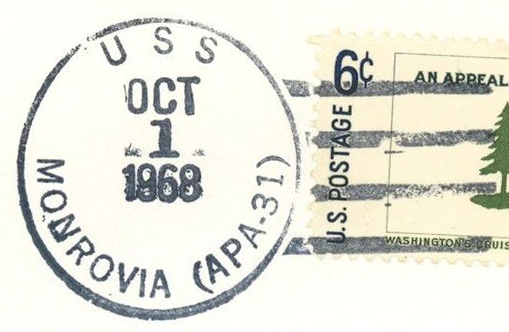 USS
OCT
1
1968
MONROVIA (APA-31)
6¢
U.S. POSTAGE
AN APPEAL
WASHINGTON'S CRUIS